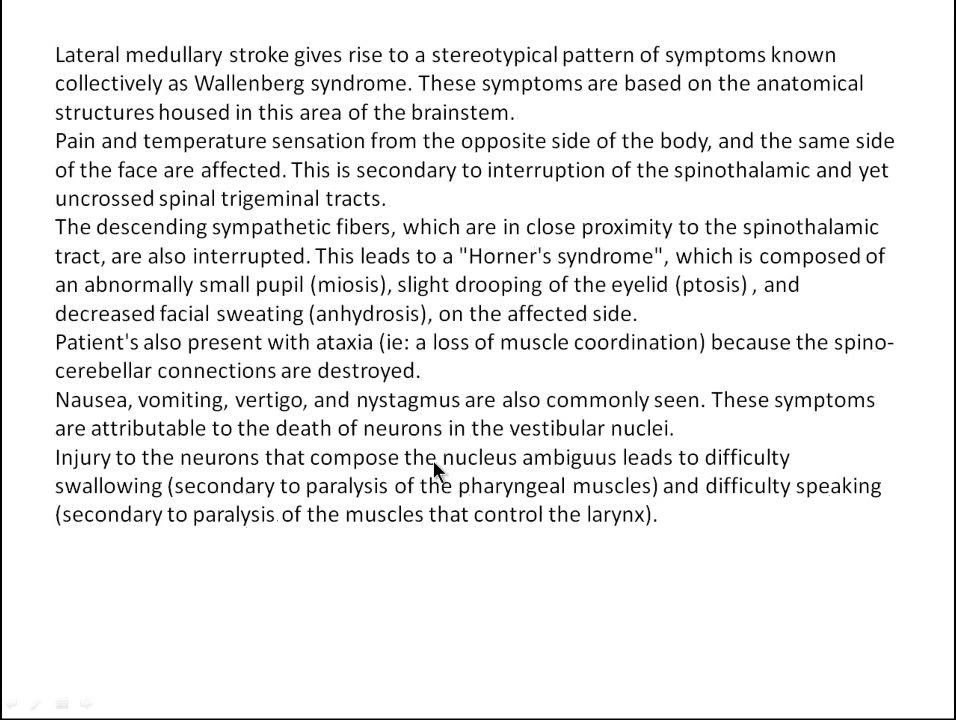 Lateral medullary stroke gives rise to a stereotypical pattern of symptoms known
collectively as Wallenberg syndrome. These symptoms are based on the anatomical
structures housed in this area of the brainstem.
Pain and temperature sensation from the opposite side of the body, and the same side
of the face are affected. This is secondary to interruption of the spinothalamic and yet
uncrossed spinal trigeminal tracts.
The descending sympathetic fibers, which are in close proximity to the spinothalamic
tract, are also interrupted. This leads to a "Horner's syndrome", which is composed of
an abnormally small pupil (miosis), slight drooping of the eyelid (ptosis) , and
decreased facial sweating (anhydrosis), on the affected side.
Patient's also present with ataxia (ie: a loss of muscle coordination) because the spino-
cerebellar connections are destroyed.
Nausea, vomiting, vertigo, and nystagmus are also commonly seen. These symptoms
are attributable to the death of neurons in the vestibular nuclei.
Injury to the neurons that compose the nucleus ambiguus leads to difficulty
swallowing (secondary to paralysis of the pharyngeal muscles) and difficulty speaking
(secondary to paralysis of the muscles that control the larynx).